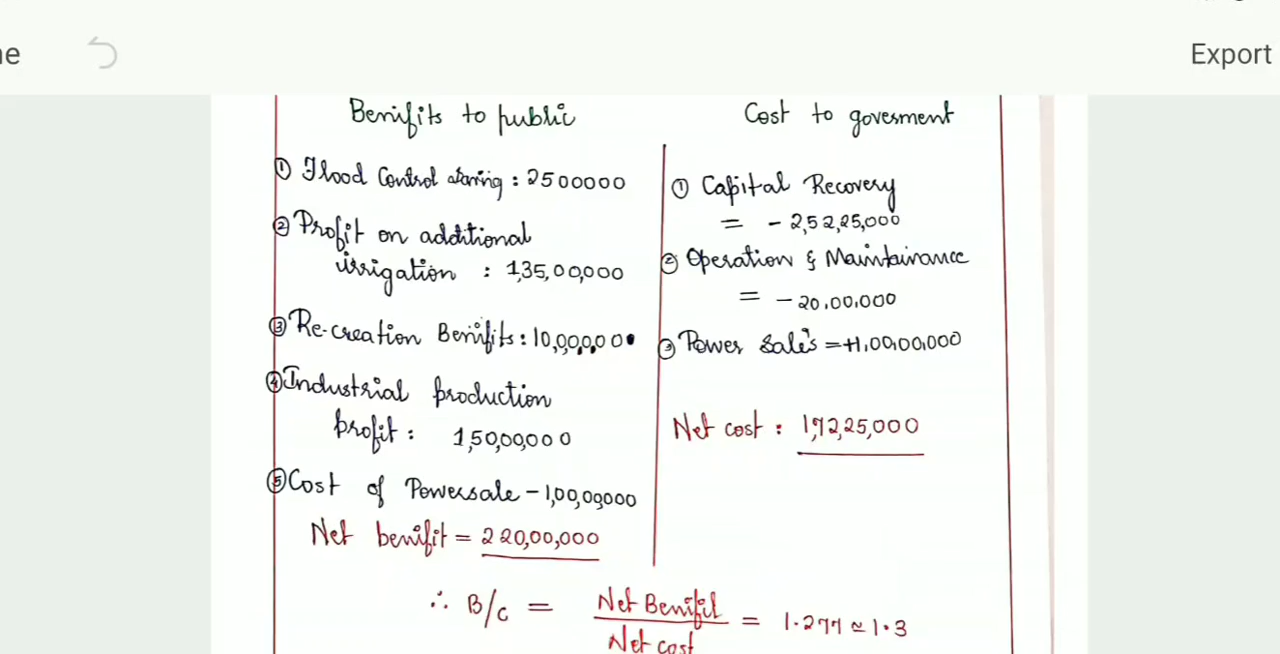 ne
Export
Benifits to public
① Flood Control staring : 2500000
② Profit on additional
irrigation : 1,35,00,000
③ Re-creation Benifits : 10,00,000
④ Industrial production
profit : 1,50,00,000
⑤ Cost of Powersale - 1,00,00000
Net benifit = 220,00,000
Cost to goverment
① Capital Recovery
= - 2,52,25,000
② Operation & Maintainance
= - 20,00,000
③ Power Sales = +1,00,00,000
Net cost : 1,72,25,000
∴ B/C = Net Benifit = 1.277 ≃ 1.3
Net cost